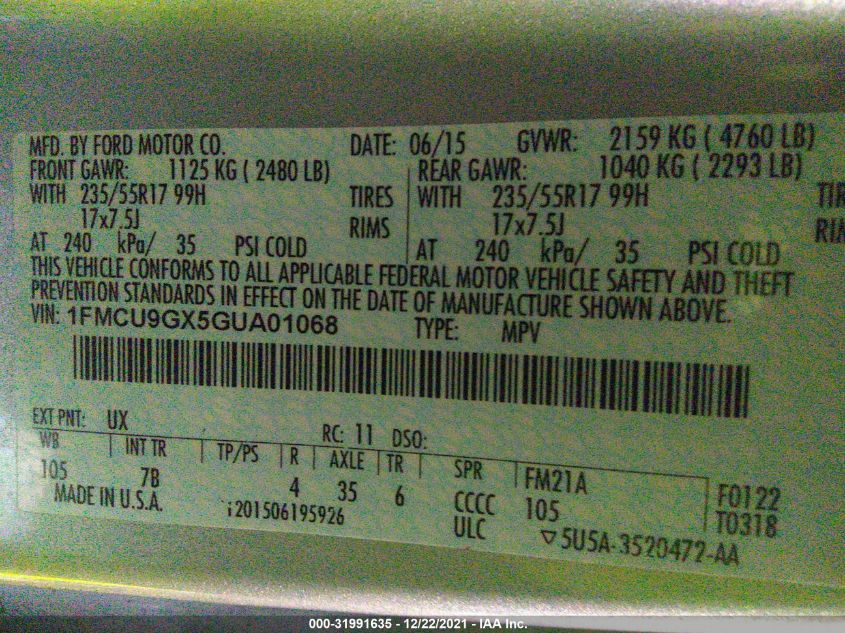 MFD. BY FORD MOTOR CO. DATE: 06/15 GVWR: 2159 KG ( 4760 LB)
FRONT GAWR: 1125 KG ( 2480 LB) REAR GAWR: 1040 KG ( 2293 LB)
WITH 235/55R17 99H TIRES WITH 235/55R17 99H TIR
17x7.5J RIMS 17x7.5J RIM
AT 240 kPa/ 35 PSI COLD AT 240 kPa/ 35 PSI COLD
THIS VEHICLE CONFORMS TO ALL APPLICABLE FEDERAL MOTOR VEHICLE SAFETY AND THEFT
PREVENTION STANDARDS IN EFFECT ON THE DATE OF MANUFACTURE SHOWN ABOVE.
VIN: 1FMCU9GX5GUA01068 TYPE: MPV
EXT PNT: UX RC: 11 DSO:
WB INT TR TP/PS R AXLE TR SPR FM21A
105 7B 4 35 6 CCCC 105 F0122
MADE IN U.S.A. i201506195926 ULC ▽5U5A-3520472-AA T0318
000-31991635 - 12/22/2021 - IAA Inc.